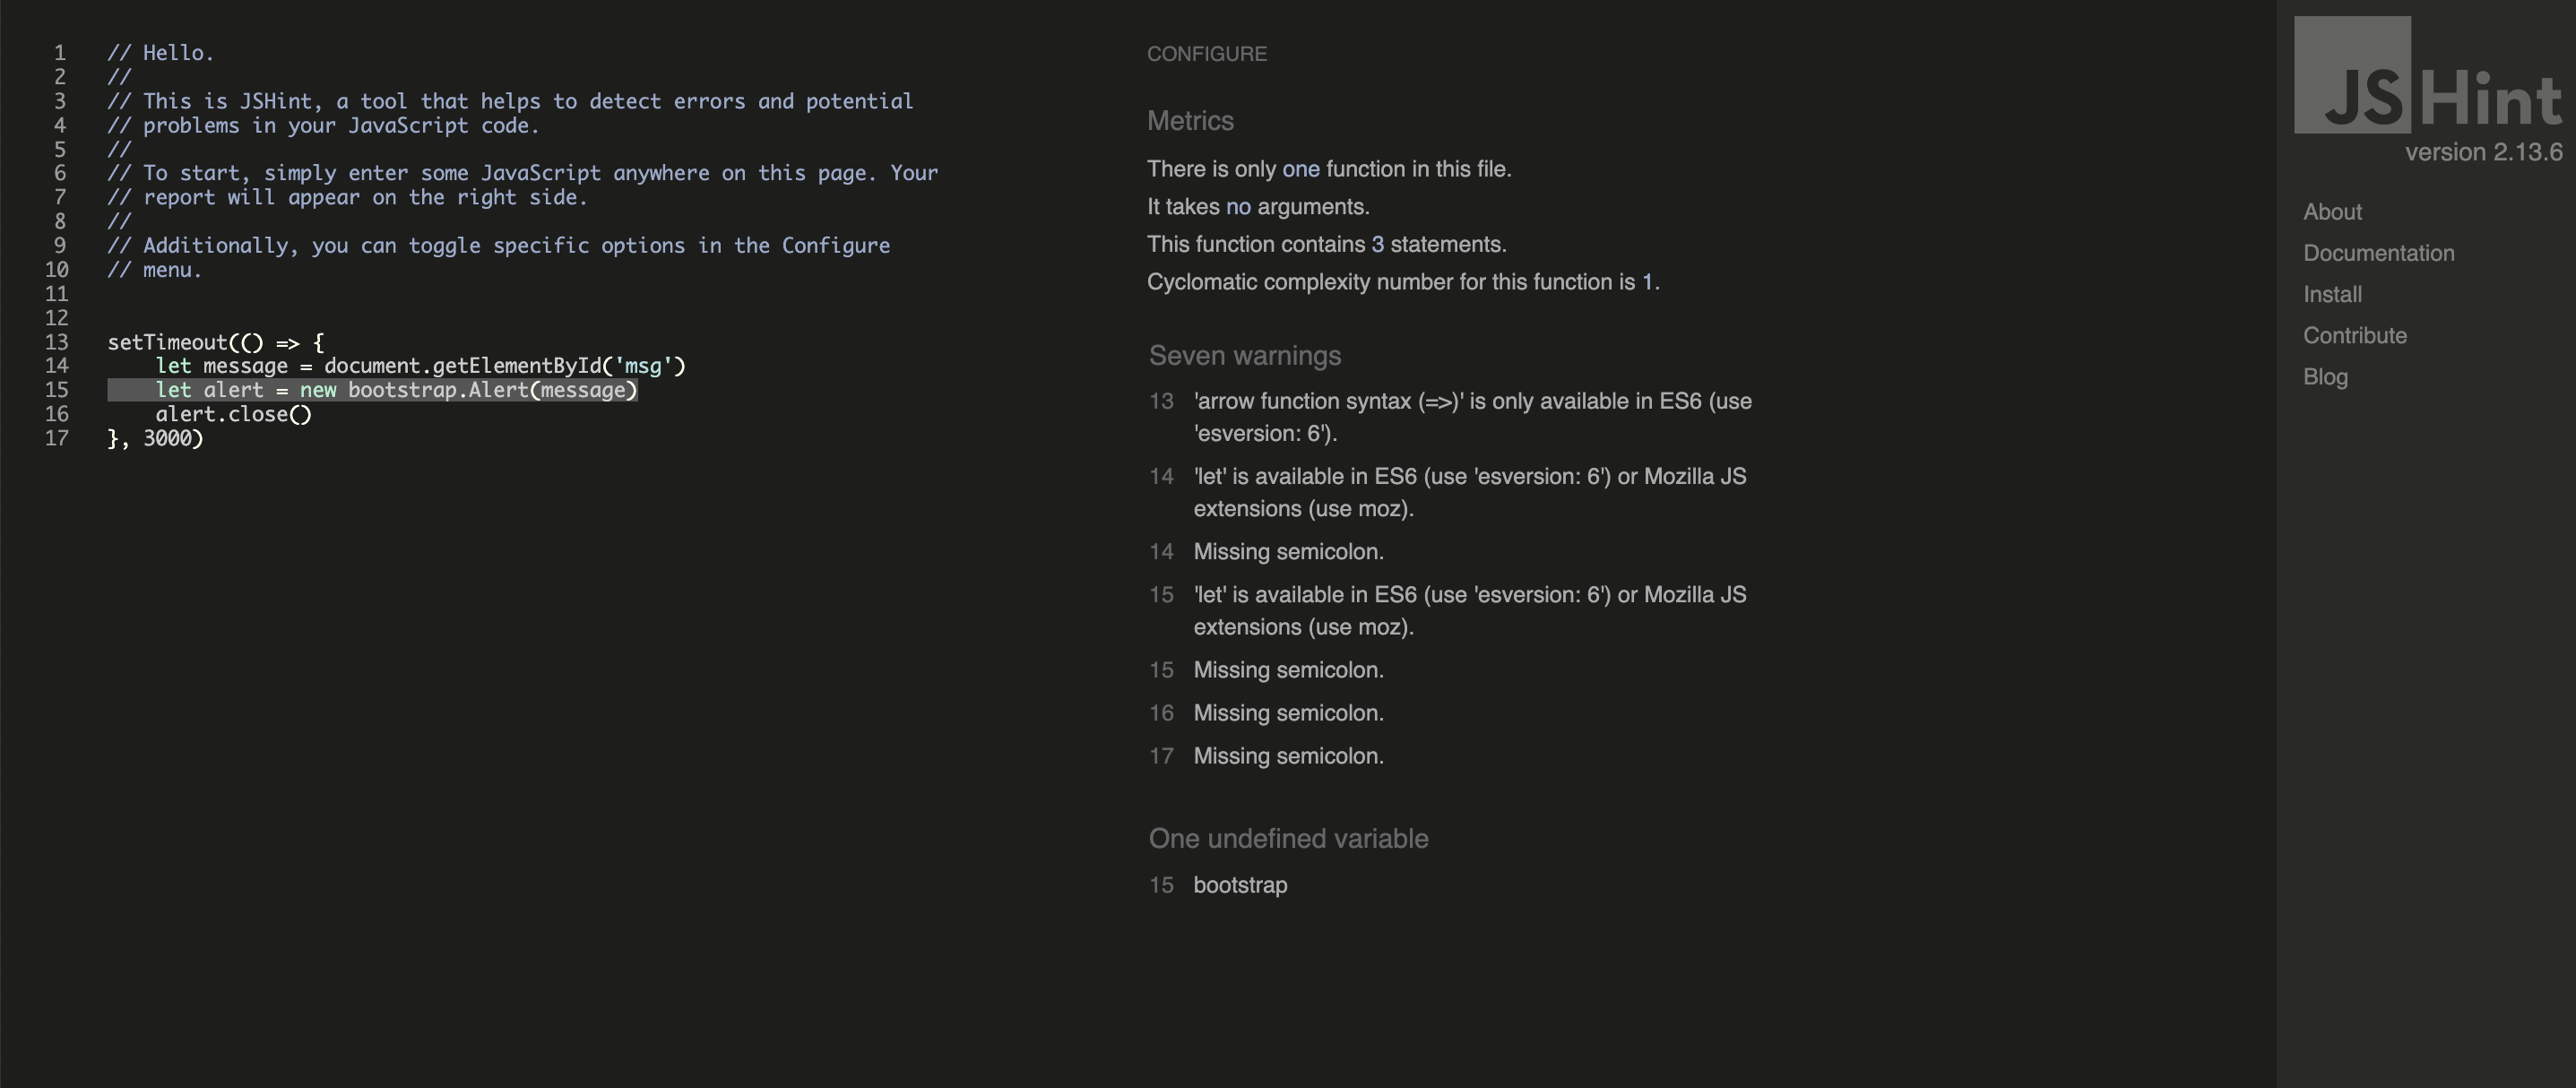 1 // Hello.
2 //
3 // This is JSHint, a tool that helps to detect errors and potential
4 // problems in your JavaScript code.
5 //
6 // To start, simply enter some JavaScript anywhere on this page. Your
7 // report will appear on the right side.
8 //
9 // Additionally, you can toggle specific options in the Configure
10 // menu.
11
12
13 setTimeout(() => {
14     let message = document.getElementById('msg')
15     let alert = new bootstrap.Alert(message)
16     alert.close()
17 }, 3000)
CONFIGURE
Metrics
There is only one function in this file.
It takes no arguments.
This function contains 3 statements.
Cyclomatic complexity number for this function is 1.
Seven warnings
13 'arrow function syntax (=>)' is only available in ES6 (use
'esversion: 6').
14 'let' is available in ES6 (use 'esversion: 6') or Mozilla JS
extensions (use moz).
14 Missing semicolon.
15 'let' is available in ES6 (use 'esversion: 6') or Mozilla JS
extensions (use moz).
15 Missing semicolon.
16 Missing semicolon.
17 Missing semicolon.
One undefined variable
15 bootstrap
JSHint
version 2.13.6
About
Documentation
Install
Contribute
Blog